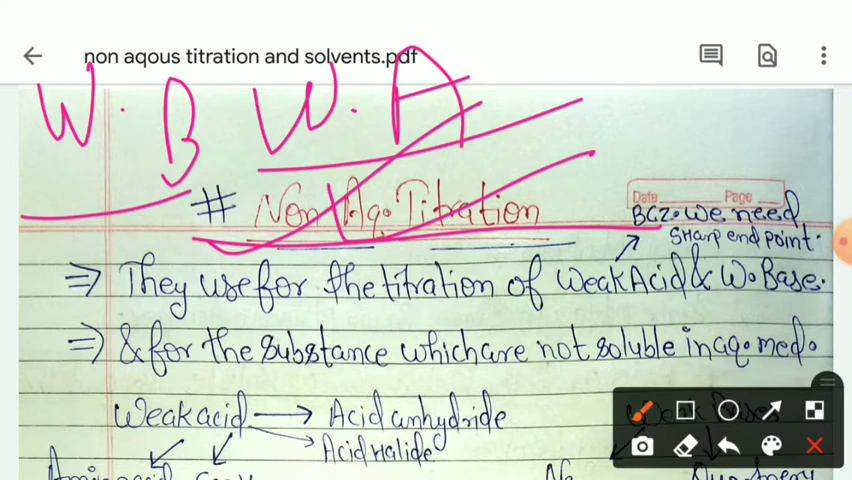 non aqous titration and solvents.pdf
W. B W. A
# Non Aq. Titration
Date Page
BCZ. we need
Sharp end point.
⇒ They use for the titration of Weak Acid & W. Base.
⇒ & for the substance which are not soluble in aq. med.
Weak acid → Acid anhydride
→ Acid Halide